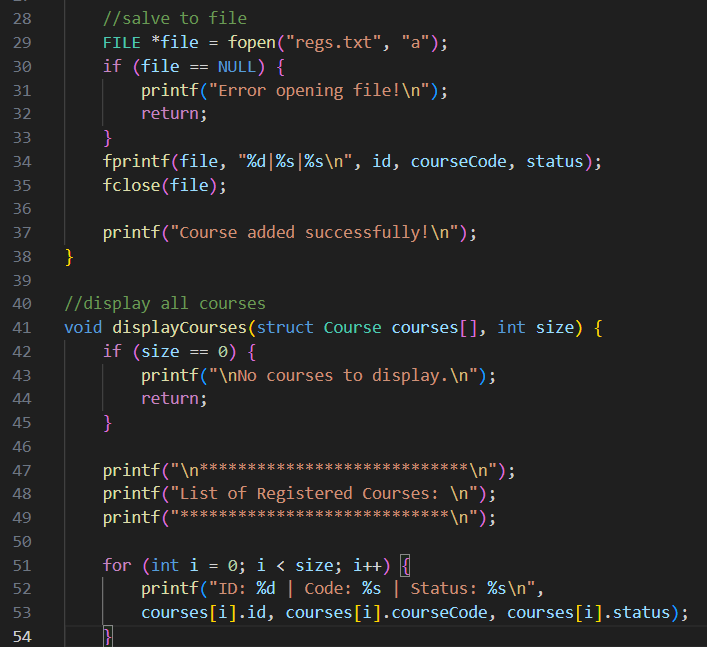 28 //salve to file
29 FILE *file = fopen("regs.txt", "a");
30 if (file == NULL) {
31 printf("Error opening file!\n");
32 return;
33 }
34 fprintf(file, "%d|%s|%s\n", id, courseCode, status);
35 fclose(file);
36
37 printf("Course added successfully!\n");
38 }
39
40 //display all courses
41 void displayCourses(struct Course courses[], int size) {
42 if (size == 0) {
43 printf("\nNo courses to display.\n");
44 return;
45 }
46
47 printf("\n****************************\n");
48 printf("List of Registered Courses: \n");
49 printf("****************************\n");
50
51 for (int i = 0; i < size; i++) {
52 printf("ID: %d | Code: %s | Status: %s\n",
53 courses[i].id, courses[i].courseCode, courses[i].status);
54 }